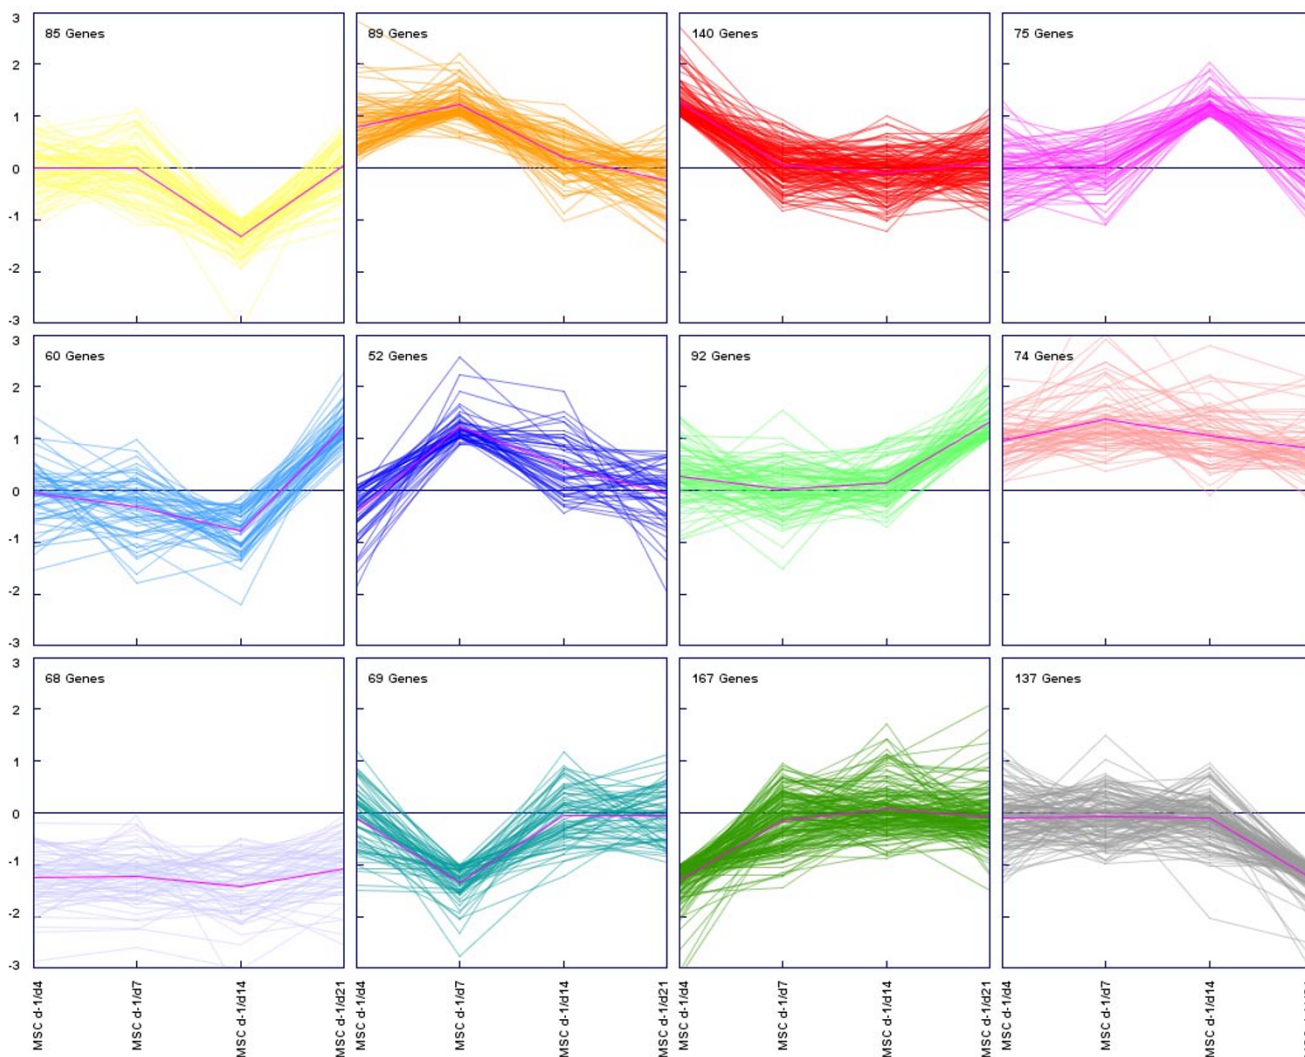 3
2
1
0
-1
-2
-3
85 Genes
89 Genes
140 Genes
75 Genes
3
2
1
0
-1
-2
-3
60 Genes
52 Genes
92 Genes
74 Genes
3
2
1
0
-1
-2
-3
68 Genes
69 Genes
167 Genes
137 Genes
MSC d-1/d4
MSC d-1/d7
MSC d-1/d14
MSC d-1/d21
MSC d-1/d4
MSC d-1/d7
MSC d-1/d14
MSC d-1/d21
MSC d-1/d4
MSC d-1/d7
MSC d-1/d14
MSC d-1/d21
MSC d-1/d4
MSC d-1/d7
MSC d-1/d14